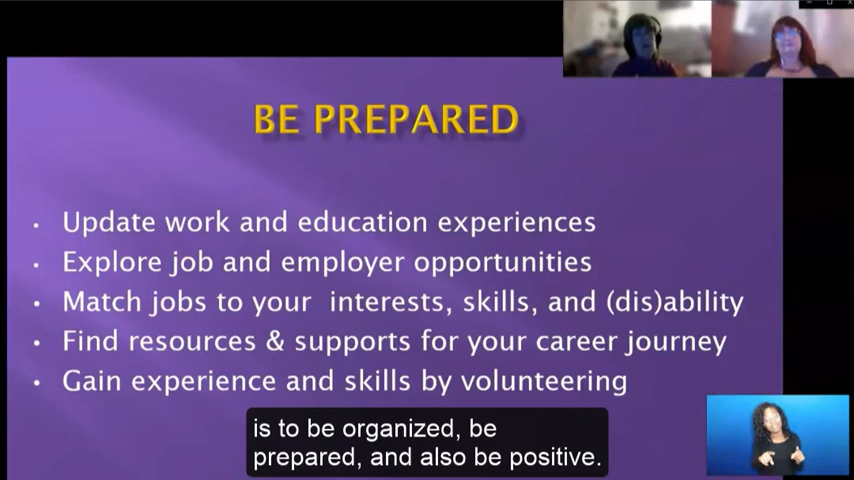 BE PREPARED
• Update work and education experiences
• Explore job and employer opportunities
• Match jobs to your interests, skills, and (dis)ability
• Find resources & supports for your career journey
• Gain experience and skills by volunteering
is to be organized, be
prepared, and also be positive.